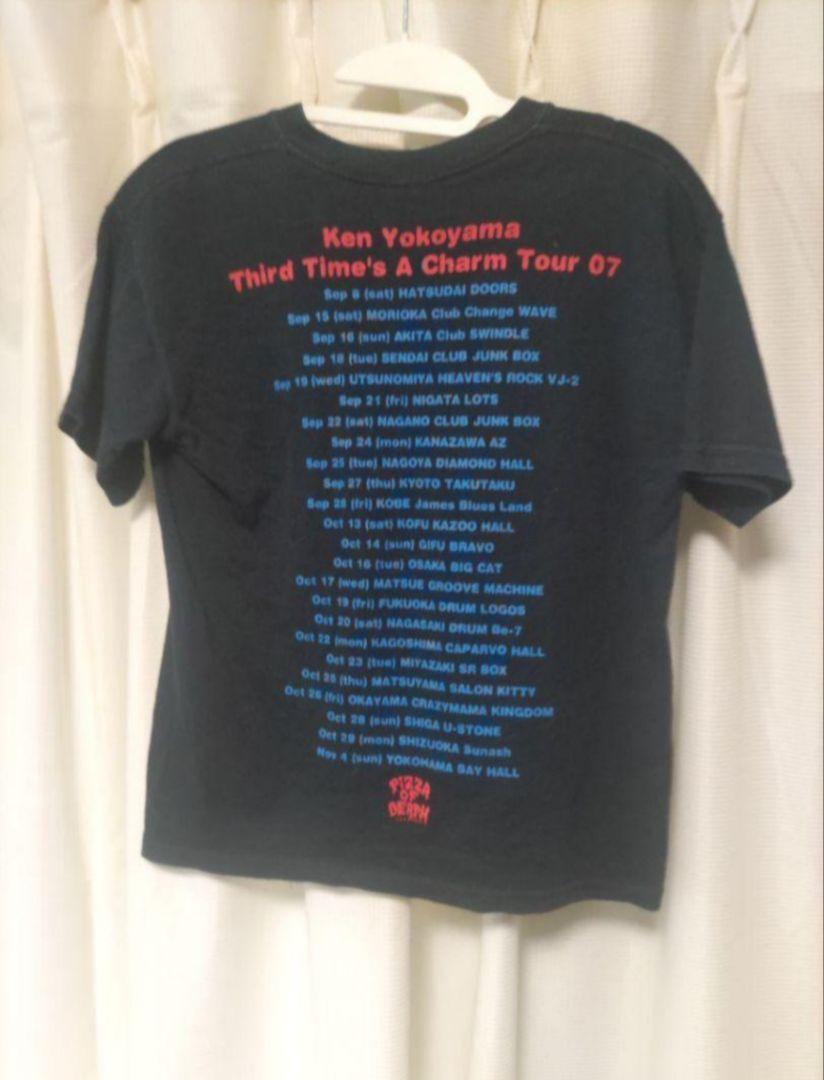 Ken Yokoyama
Third Time's A Charm Tour 07
Sep 8 (sat) HATSUDAI DOORS
Sep 15 (sat) MORIOKA Club Change WAVE
Sep 16 (sun) AKITA Club SWINDLE
Sep 18 (tue) SENDAI CLUB JUNK BOX
Sep 19 (wed) UTSUNOMIYA HEAVEN'S ROCK VJ-2
Sep 21 (fri) NIGATA LOTS
Sep 22 (sat) NAGANO CLUB JUNK BOX
Sep 24 (mon) KANAZAWA AZ
Sep 25 (tue) NAGOYA DIAMOND HALL
Sep 27 (thu) KYOTO TAKUTAKU
Sep 28 (fri) KOBE James Blues Land
Oct 13 (sat) KOFU KAZOO HALL
Oct 14 (sun) GIFU BRAVO
Oct 16 (tue) OSAKA BIG CAT
Oct 17 (wed) MATSUE GROOVE MACHINE
Oct 19 (fri) FUKUOKA DRUM LOGOS
Oct 20 (sat) NAGASAKI DRUM Be-7
Oct 22 (mon) KAGOSHIMA CAPARVO HALL
Oct 23 (tue) MIYAZAKI SR BOX
Oct 25 (thu) MATSUYAMA SALON KITTY
Oct 26 (fri) OKAYAMA CRAZYMAMA KINGDOM
Oct 28 (sun) SHIGA U-STONE
Oct 29 (mon) SHIZUOKA Sunash
Nov 4 (sun) YOKOHAMA BAY HALL
PIZZA
OF
DEATH